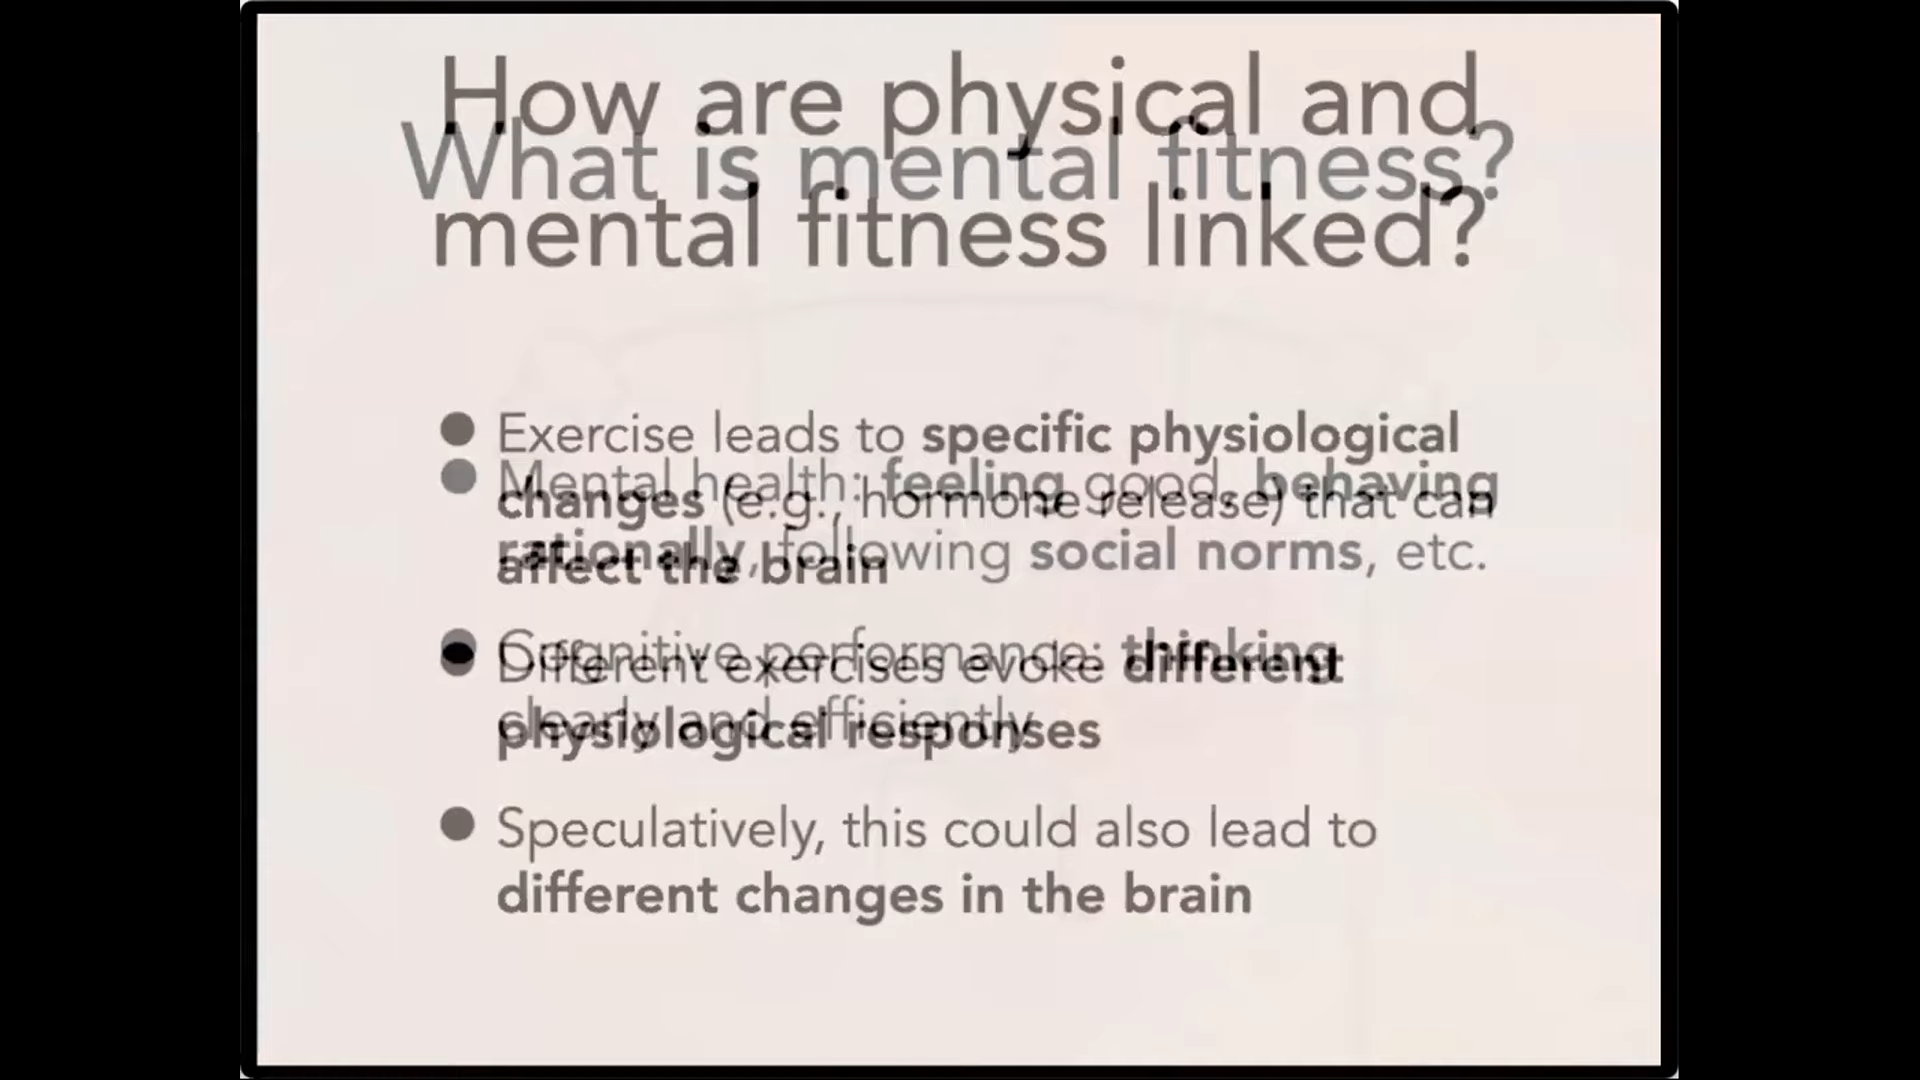 How are physical and
What is mental fitness?
mental fitness linked?
Exercise leads to specific physiological
Mental health: feeling good, behaving
changes (e.g., hormone release) that can
rationally, following social norms, etc.
affect the brain
Cognitive performance: thinking
Different exercises evoke different
clearly and efficiently
physiological responses
Speculatively, this could also lead to
different changes in the brain